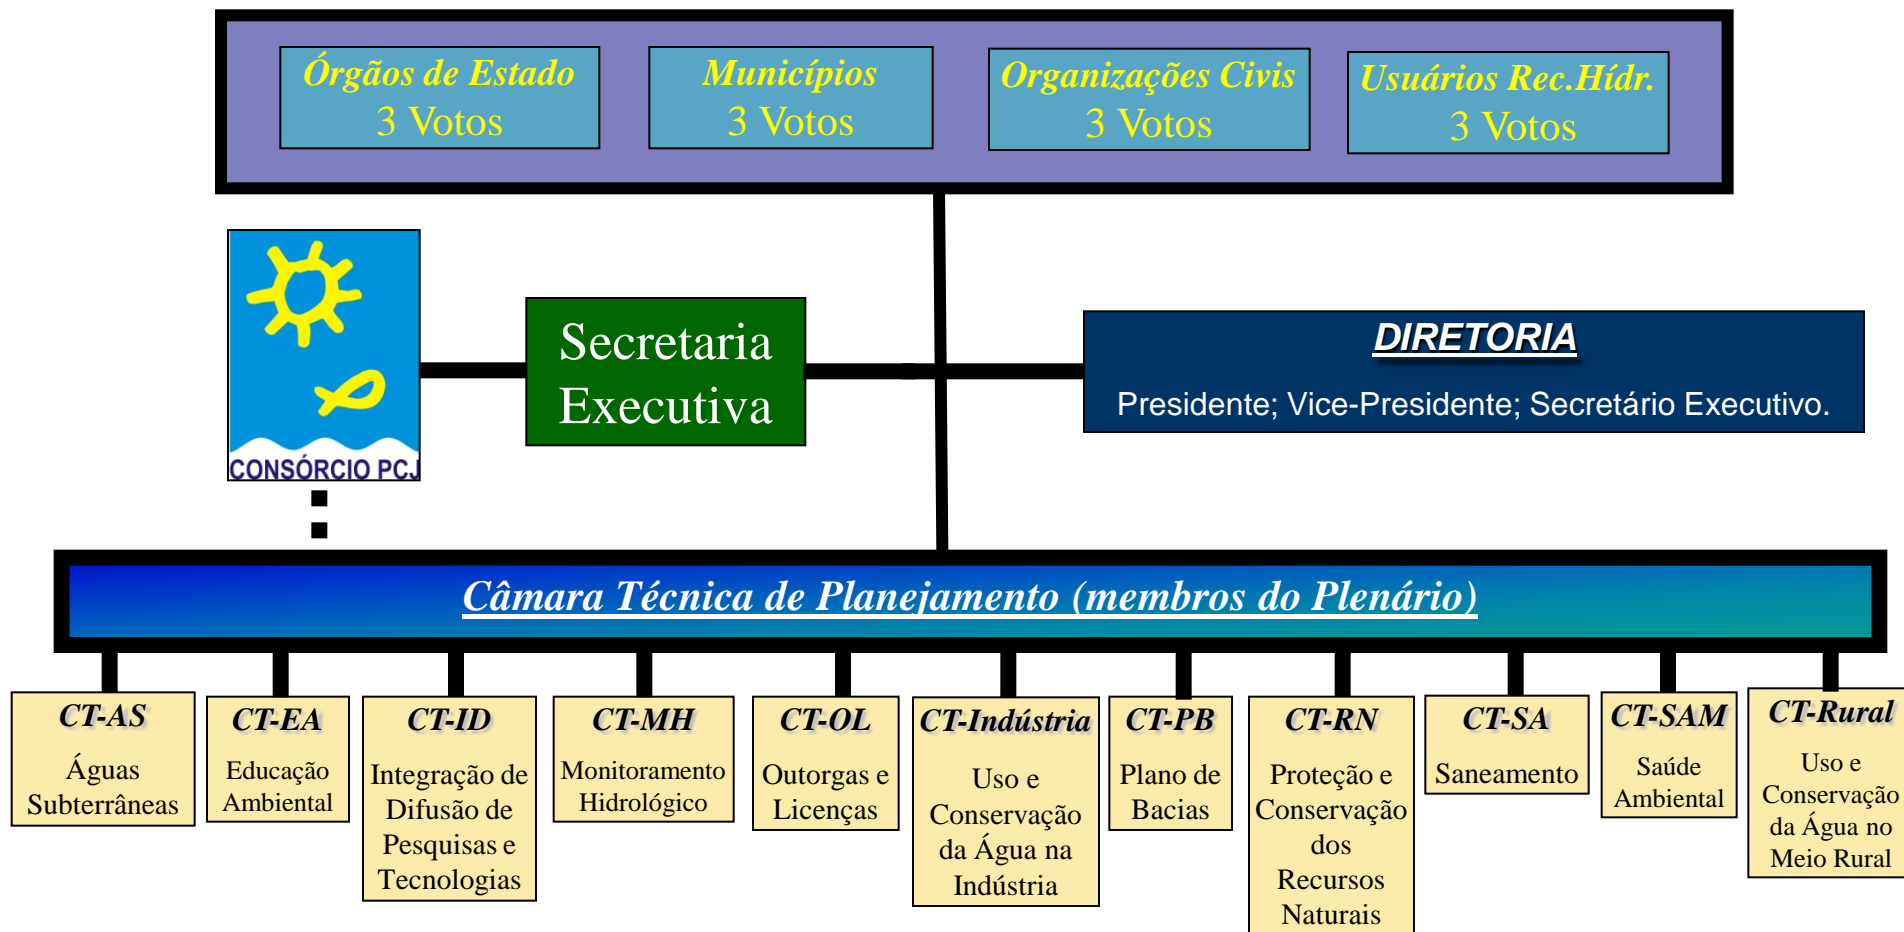 Órgãos de Estado
3 Votos
Municípios
3 Votos
Organizações Civis
3 Votos
Usuários Rec.Hídr.
3 Votos
CONSÓRCIO PCJ
Secretaria
Executiva
DIRETORIA
Presidente; Vice-Presidente; Secretário Executivo.
Câmara Técnica de Planejamento (membros do Plenário)
CT-AS
Águas
Subterrâneas
CT-EA
Educação
Ambiental
CT-ID
Integração de
Difusão de
Pesquisas e
Tecnologias
CT-MH
Monitoramento
Hidrológico
CT-OL
Outorgas e
Licenças
CT-Indústria
Uso e
Conservação
da Água na
Indústria
CT-PB
Plano de
Bacias
CT-RN
Proteção e
Conservação
dos
Recursos
Naturais
CT-SA
Saneamento
CT-SAM
Saúde
Ambiental
CT-Rural
Uso e
Conservação
da Água no
Meio Rural